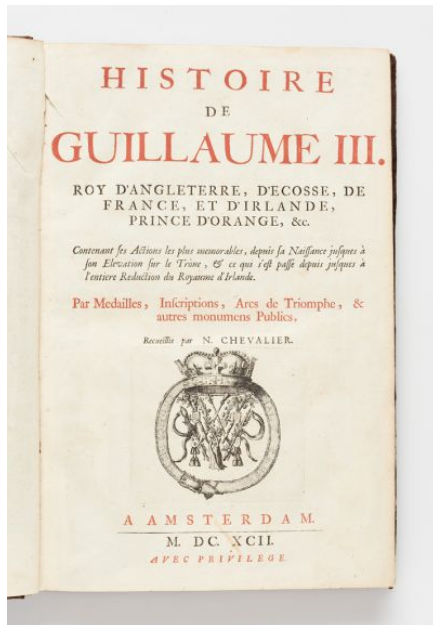 HISTOIRE
DE
GUILLAUME III.
ROY D'ANGLETERRE, D'ECOSSE, DE
FRANCE, ET D'IRLANDE,
PRINCE D'ORANGE, &c.
Contenant ſes Actions les plus memorables, depuis ſa Naiſſance juſques à
ſon Elevation ſur le Trône, & ce qui s'eſt paſſé depuis juſques à
l'entiere Reduction du Royaume d'Irlande.
Par Medailles, Inſcriptions, Arcs de Triomphe, &
autres monumens Publics,
Recueillis par N. CHEVALIER.
A AMSTERDAM.
M. DC. XCII.
AVEC PRIVILEGE.